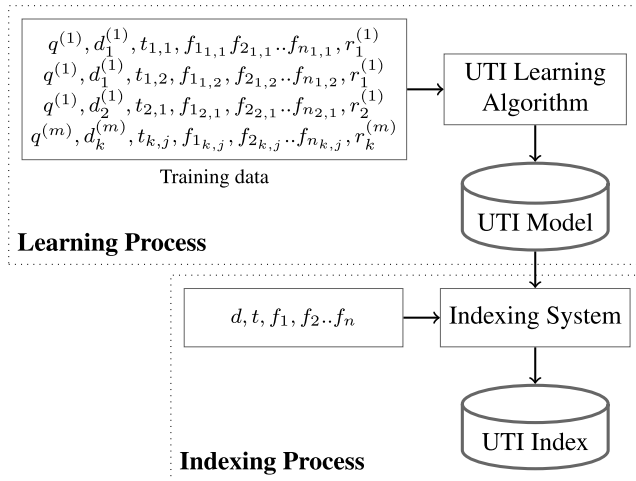 q^{(1)}, d_1^{(1)}, t_{1,1}, f_{1_{1,1}} f_{2_{1,1}}..f_{n_{1,1}}, r_1^{(1)}
q^{(1)}, d_1^{(1)}, t_{1,2}, f_{1_{1,2}}, f_{2_{1,2}}..f_{n_{1,2}}, r_1^{(1)}
q^{(1)}, d_2^{(1)}, t_{2,1}, f_{1_{2,1}}, f_{2_{2,1}}..f_{n_{2,1}}, r_2^{(1)}
q^{(m)}, d_k^{(m)}, t_{k,j}, f_{1_{k,j}}, f_{2_{k,j}}..f_{n_{k,j}}, r_k^{(m)}
Training data
UTI Learning
Algorithm
UTI Model
Learning Process
d, t, f_1, f_2..f_n
Indexing System
UTI Index
Indexing Process